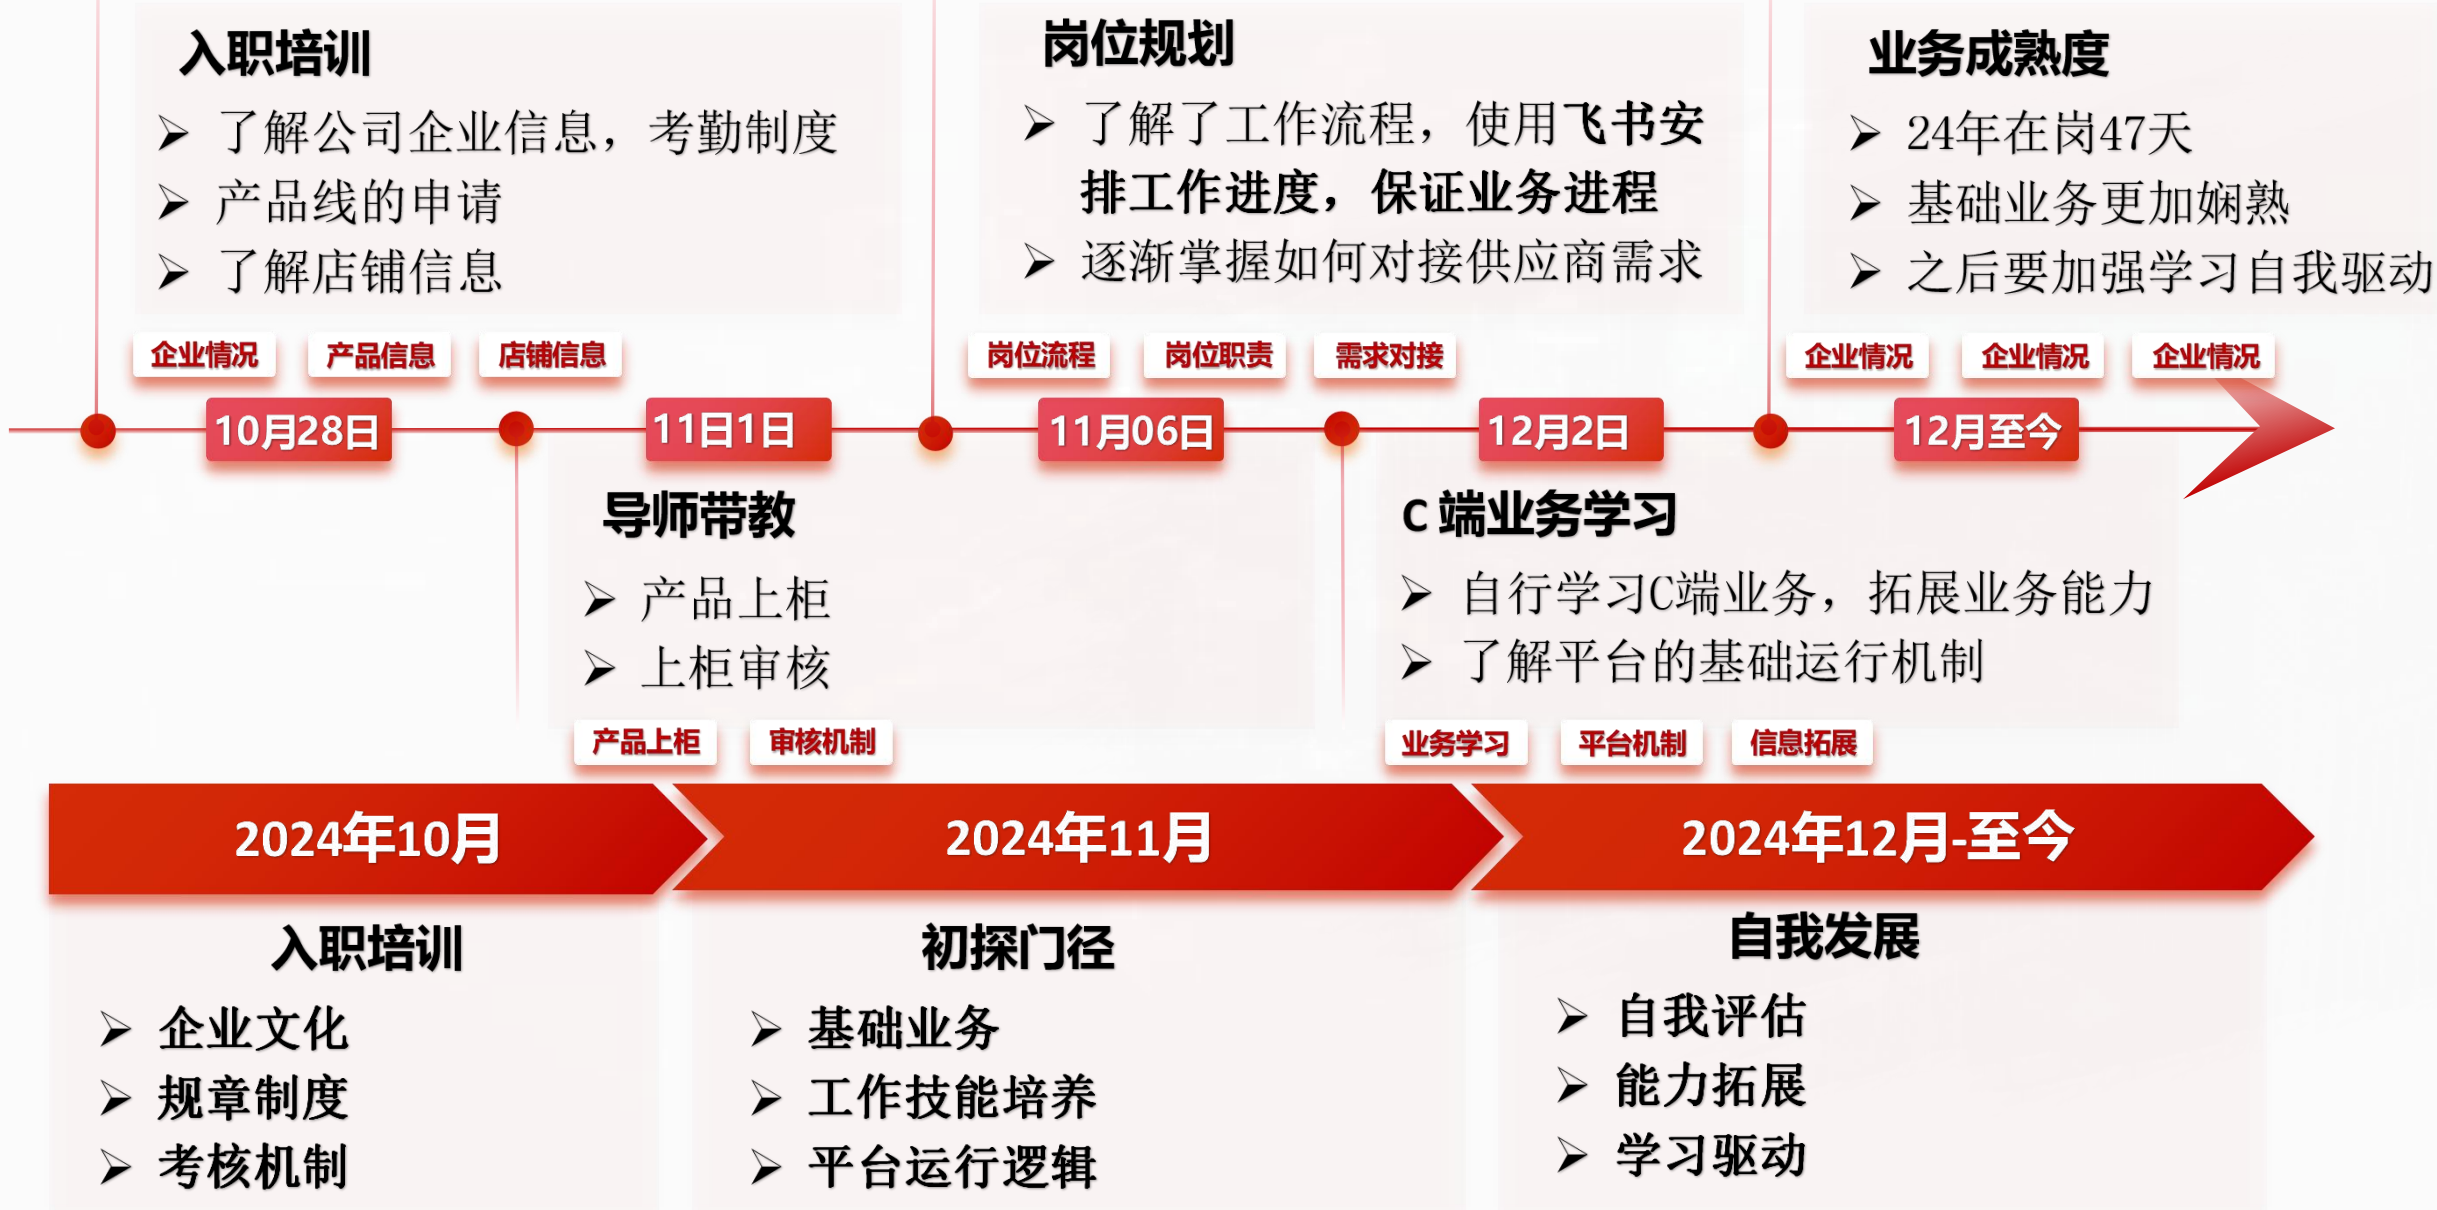 入职培训
了解公司企业信息，考勤制度
产品线的申请
了解店铺信息
岗位规划
了解了工作流程，使用飞书安
排工作进度，保证业务进程
逐渐掌握如何对接供应商需求
业务成熟度
24年在岗47天
基础业务更加娴熟
之后要加强学习自我驱动
企业情况 产品信息 店铺信息
岗位流程 岗位职责 需求对接
企业情况 企业情况 企业情况
10月28日 11日1日 11月06日 12月2日 12月至今
导师带教
产品上柜
上柜审核
产品上柜 审核机制
C 端业务学习
自行学习C端业务，拓展业务能力
了解平台的基础运行机制
业务学习 平台机制 信息拓展
2024年10月 2024年11月 2024年12月-至今
入职培训
企业文化
规章制度
考核机制
初探门径
基础业务
工作技能培养
平台运行逻辑
自我发展
自我评估
能力拓展
学习驱动